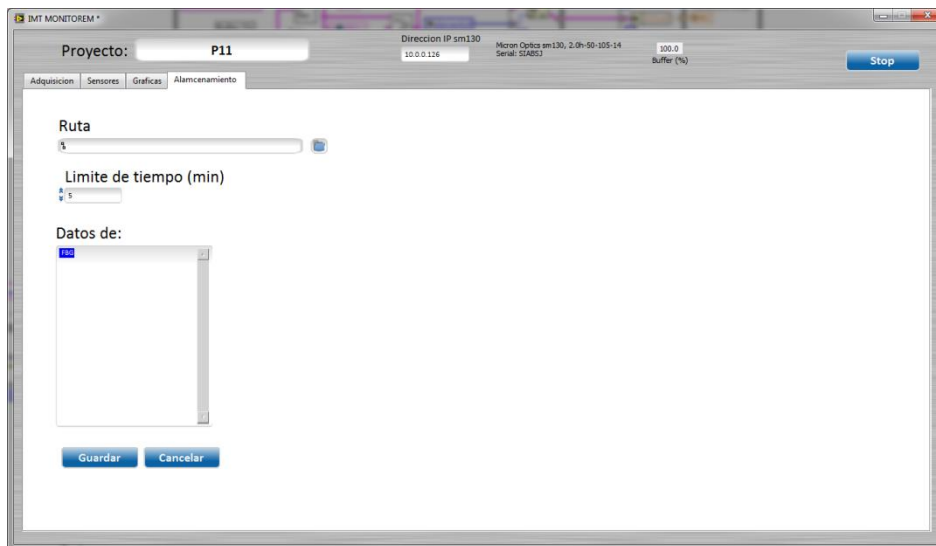 IMT MONITOREM *
Proyecto:
P11
Direccion IP sm130
10.0.0.126
Micron Optics sm130, 2.0h-50-105-14
Serial: SIA8SJ
100.0
Buffer (%)
Stop
Adquisicion
Sensores
Graficas
Alamcenamiento
Ruta
Limite de tiempo (min)
5
Datos de:
FBG
Guardar
Cancelar